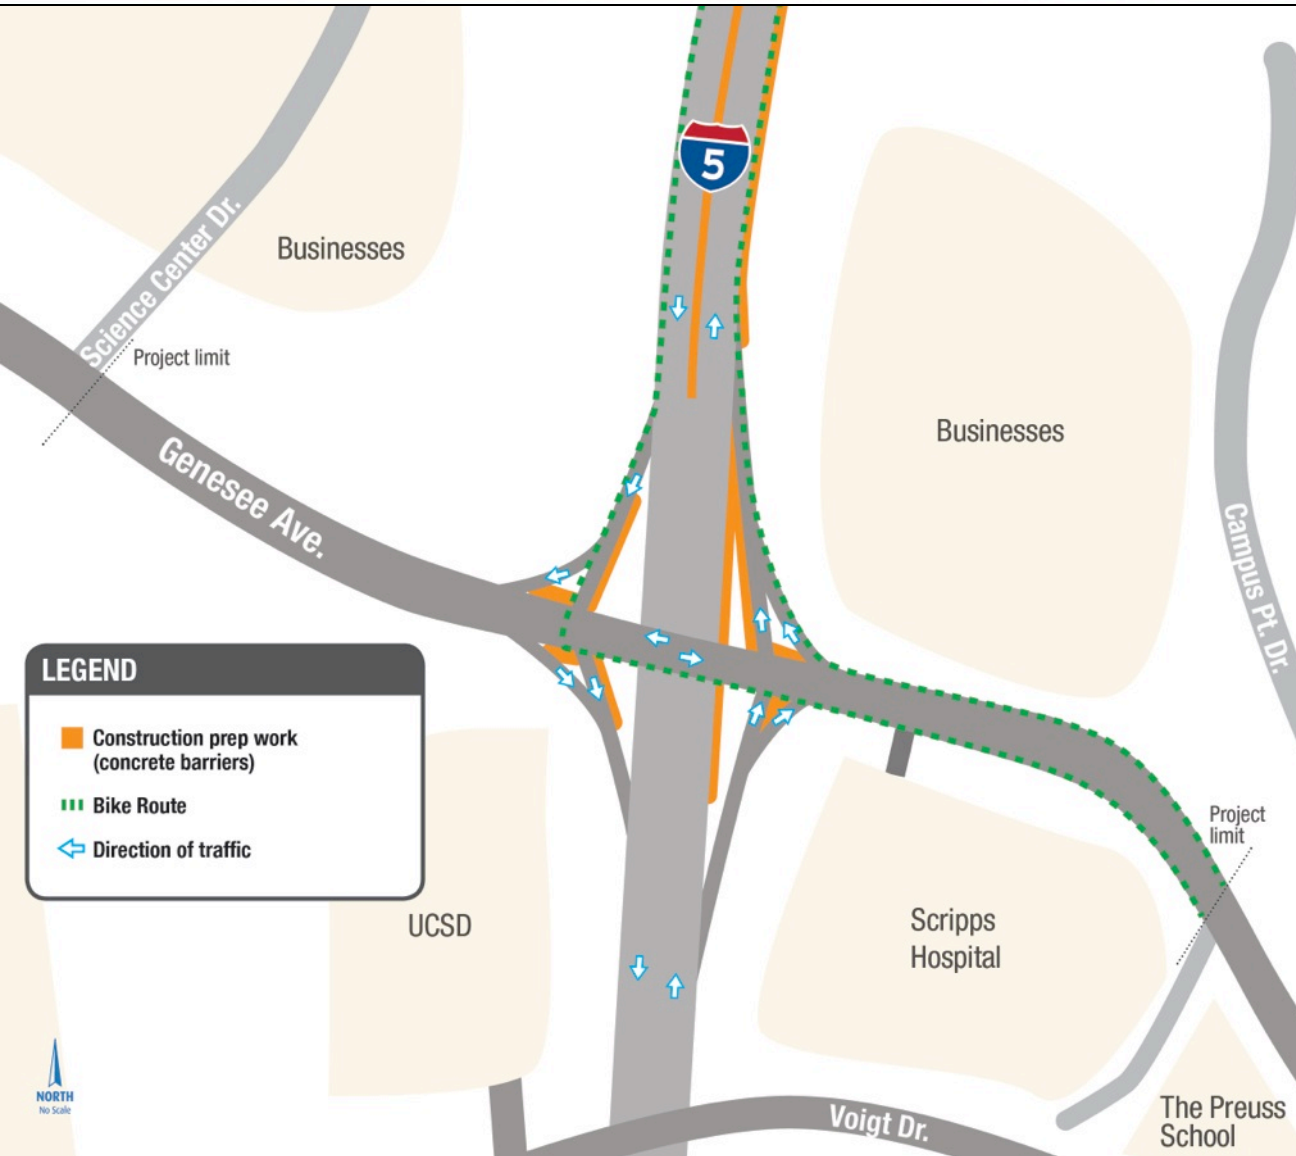 5
Science Center Dr.
Businesses
Project limit
Genesee Ave.
Businesses
Campus Pt. Dr.
LEGEND
Construction prep work
(concrete barriers)
Bike Route
Direction of traffic
Project
limit
UCSD
Scripps
Hospital
NORTH
No Scale
Voigt Dr.
The Preuss
School